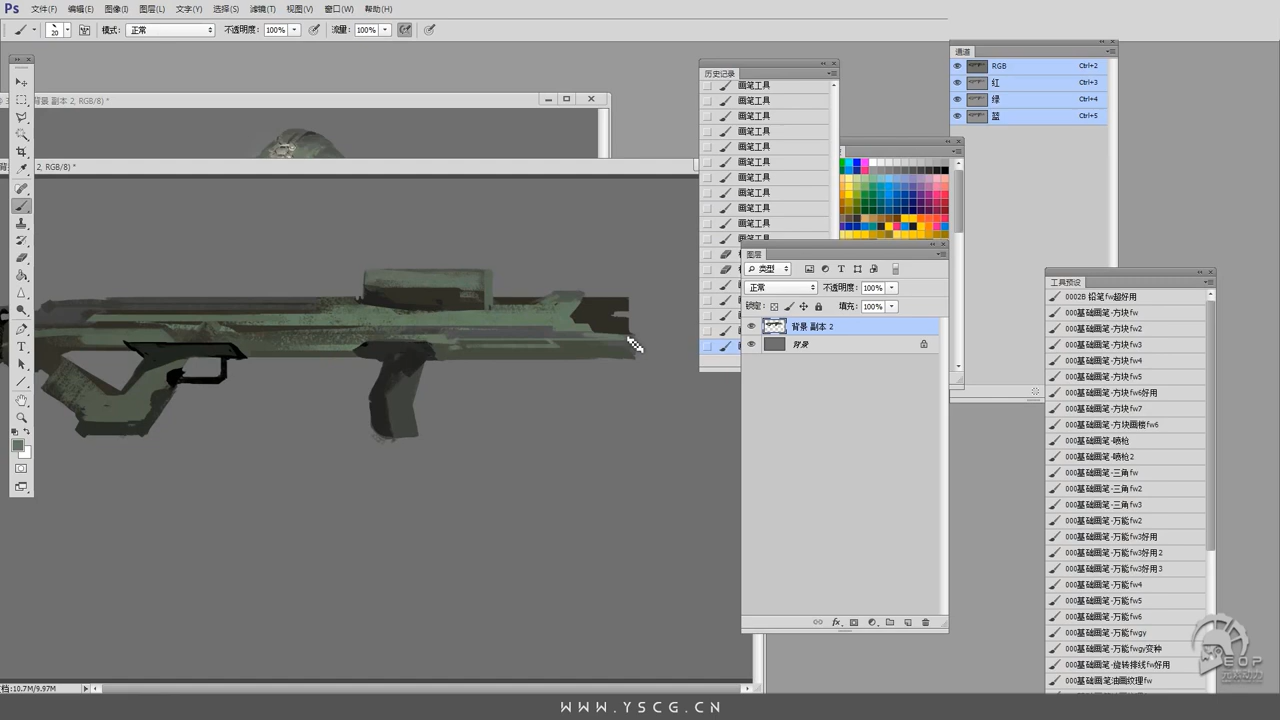 Ps 文件(F) 编辑(E) 图像(I) 图层(L) 文字(Y) 选择(S) 滤镜(T) 视图(V) 窗口(W) 帮助(H)
20 模式: 正常 不透明度: 100% 流量: 100%
背景 副本 2, RGB/8) *
2, RGB/8) *
历史记录
画笔工具
画笔工具
画笔工具
画笔工具
画笔工具
画笔工具
画笔工具
画笔工具
画笔工具
画笔工具
通道
RGB Ctrl+2
红 Ctrl+3
绿 Ctrl+4
蓝 Ctrl+5
图层
类型
正常 不透明度: 100%
锁定: 填充: 100%
背景 副本 2
背景
fx
工具预设
0002B 铅笔fw超好用
000基础画笔-方块fw
000基础画笔-方块fw3
000基础画笔-方块fw4
000基础画笔-方块fw5
000基础画笔-方块fw6好用
000基础画笔-方块fw7
000基础画笔-方块画楞fw6
000基础画笔-喷枪
000基础画笔-喷枪2
000基础画笔-三角fw
000基础画笔-三角fw2
000基础画笔-三角fw3
000基础画笔-万能fw2
000基础画笔-万能fw3好用
000基础画笔-万能fw3好用2
000基础画笔-万能fw3好用3
000基础画笔-万能fw4
000基础画笔-万能fw5
000基础画笔-万能fw6
000基础画笔-万能fwgy
000基础画笔-万能fwgy变种
000基础画笔-旋转排线fw好用
000基础画笔油画纹理fw
档:10.7M/9.97M
EOP
WWW.YSCG.CN